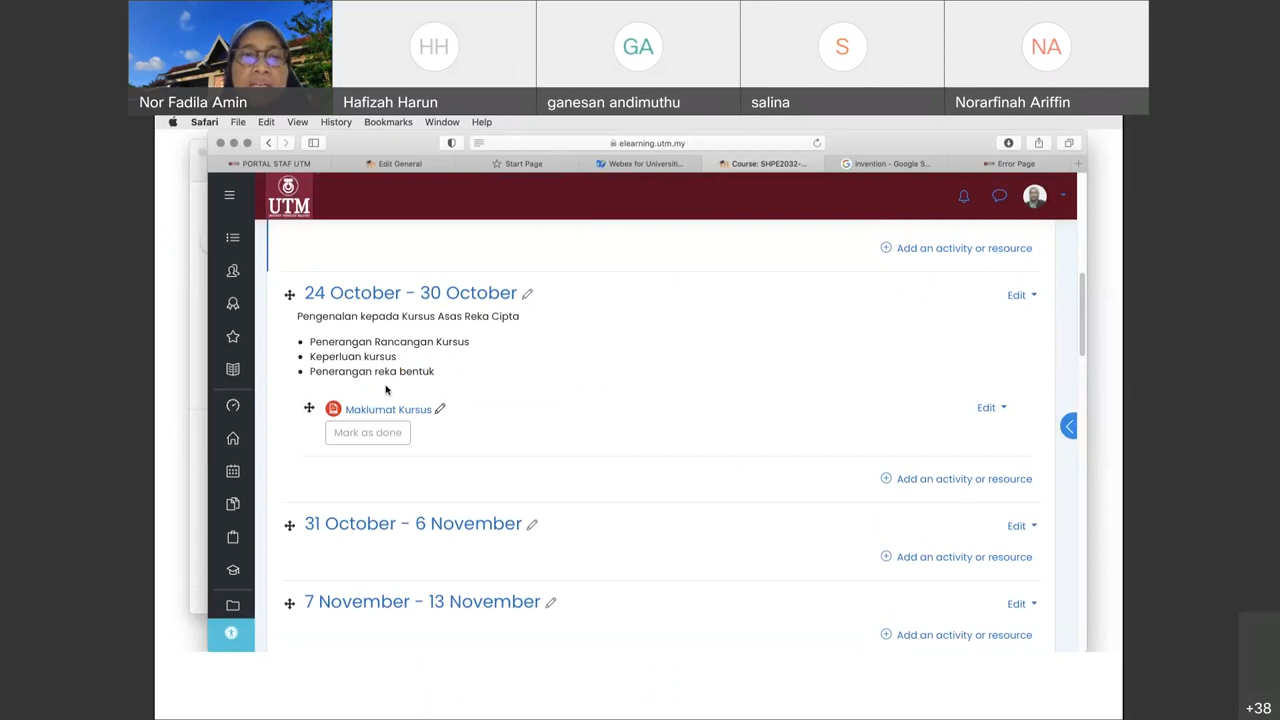 HH
GA
S
NA
Nor Fadila Amin
Hafizah Harun
ganesan andimuthu
salina
Norarfinah Ariffin
Safari File Edit View History Bookmarks Window Help
elearning.utm.my
PORTAL STAF UTM
Edit General
Start Page
Webex for Universiti...
Course: SHPE2032-...
invention - Google S...
Error Page
UTM
Add an activity or resource
24 October - 30 October
Edit
Pengenalan kepada Kursus Asas Reka Cipta
Penerangan Rancangan Kursus
Keperluan kursus
Penerangan reka bentuk
Maklumat Kursus
Edit
Mark as done
Add an activity or resource
31 October - 6 November
Edit
Add an activity or resource
7 November - 13 November
Edit
Add an activity or resource
+38